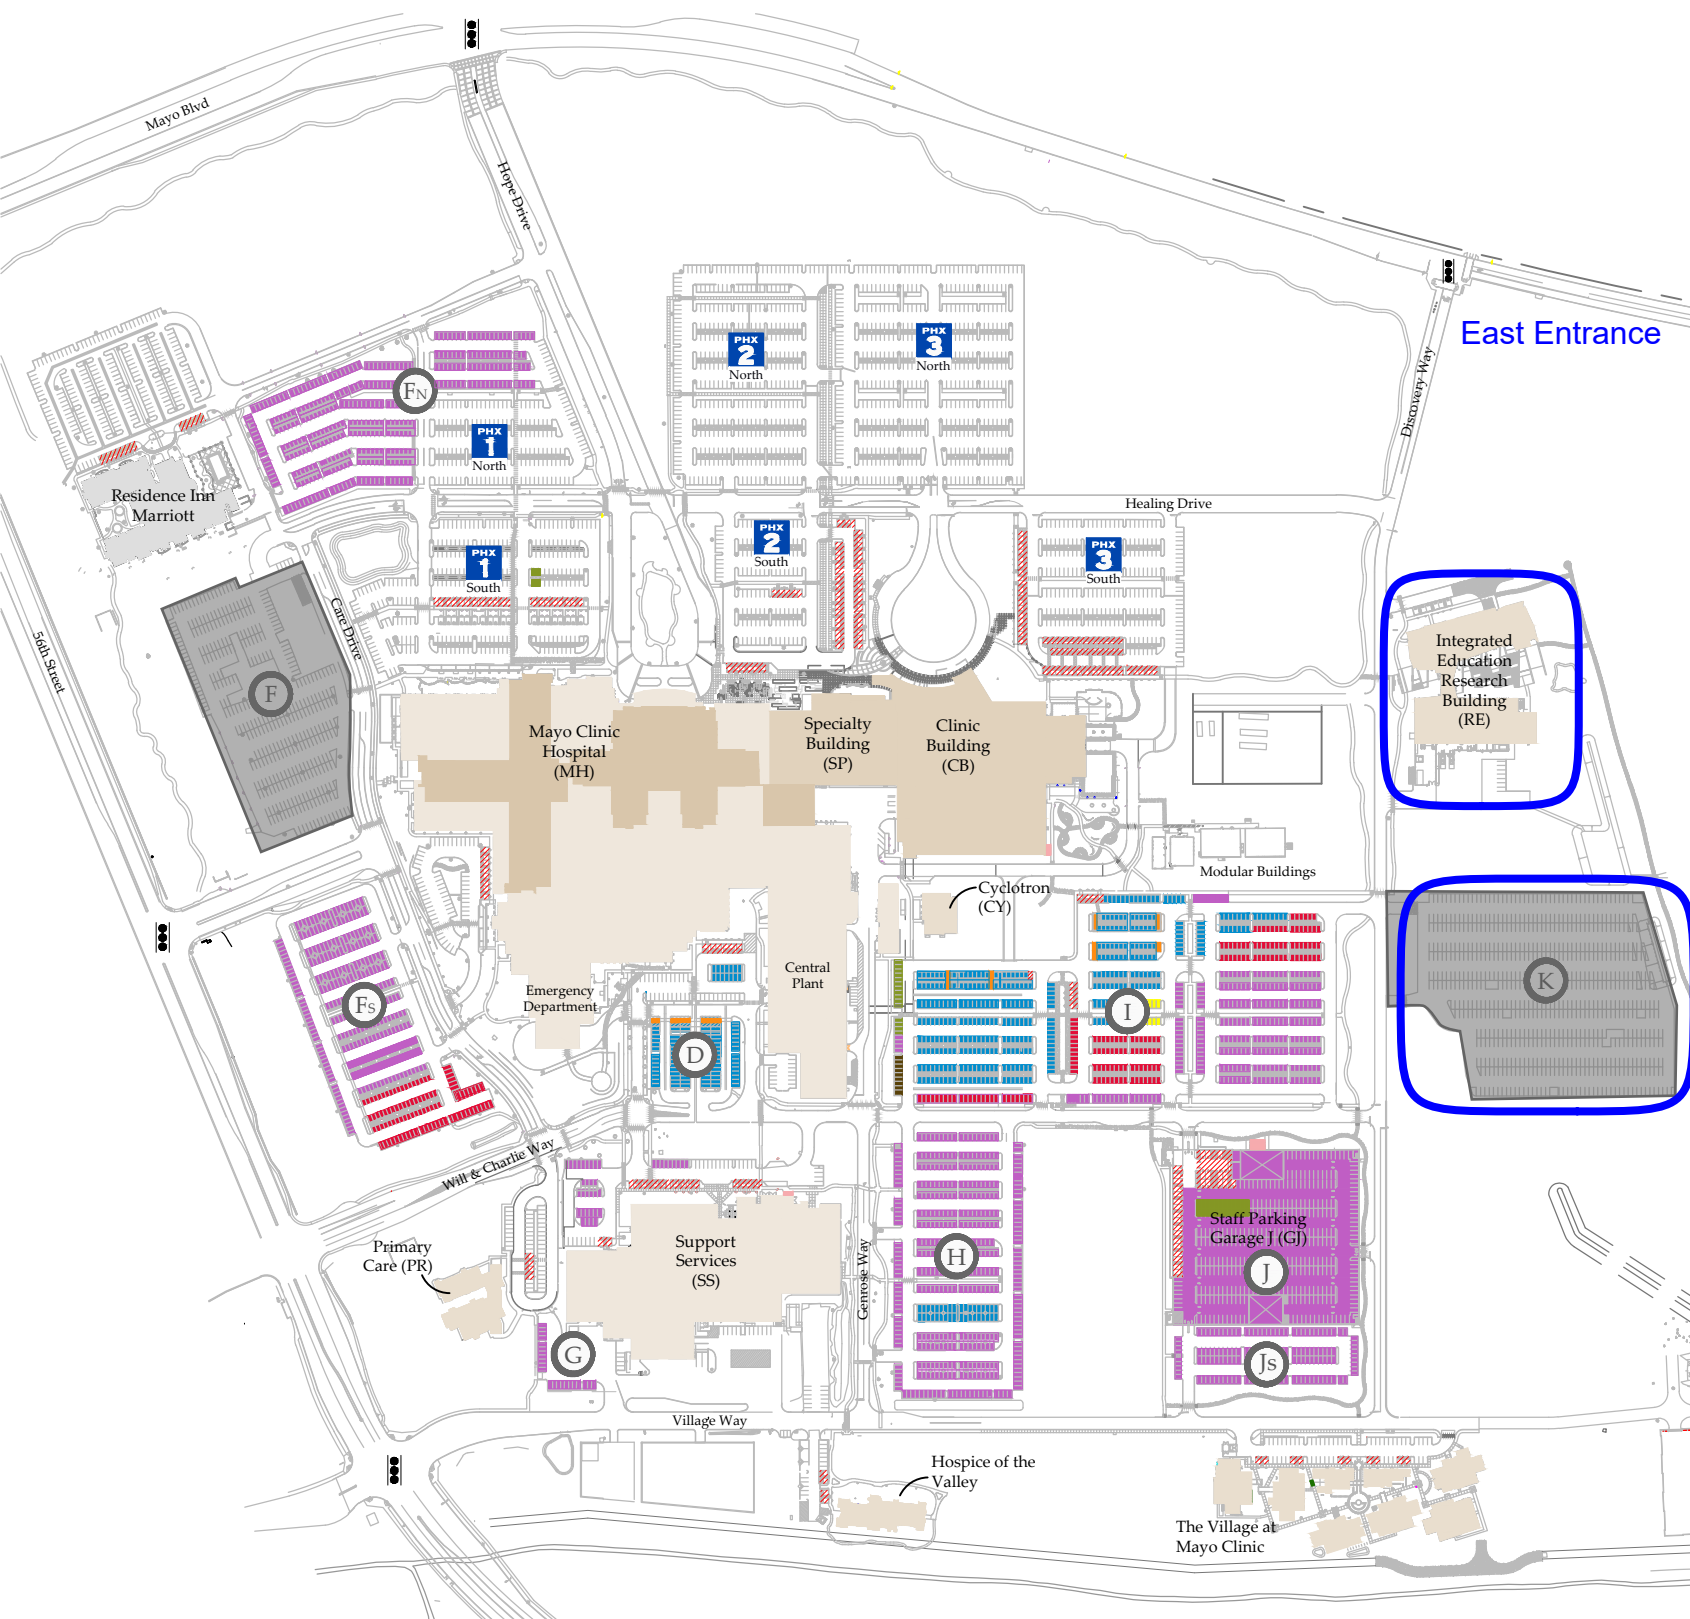 Mayo Blvd
Hope Drive
East Entrance
Discovery Way
PHX
2
North
PHX
3
North
FN
PHX
1
North
Residence Inn
Marriott
Healing Drive
PHX
2
South
PHX
3
South
PHX
1
South
Care Drive
56th Street
F
Integrated
Education
Research
Building
(RE)
Mayo Clinic
Hospital
(MH)
Specialty
Building
(SP)
Clinic
Building
(CB)
Modular Buildings
Cyclotron
(CY)
Central
Plant
Emergency
Department
FS
D
I
K
Will & Charlie Way
Primary
Care (PR)
Support
Services
(SS)
Genrose Way
H
Staff Parking
Garage J (GJ)
J
JS
G
Village Way
Hospice of the
Valley
The Village at
Mayo Clinic